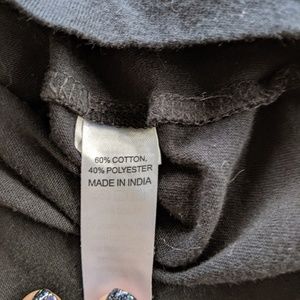 60% COTTON,
40% POLYESTER
MADE IN INDIA